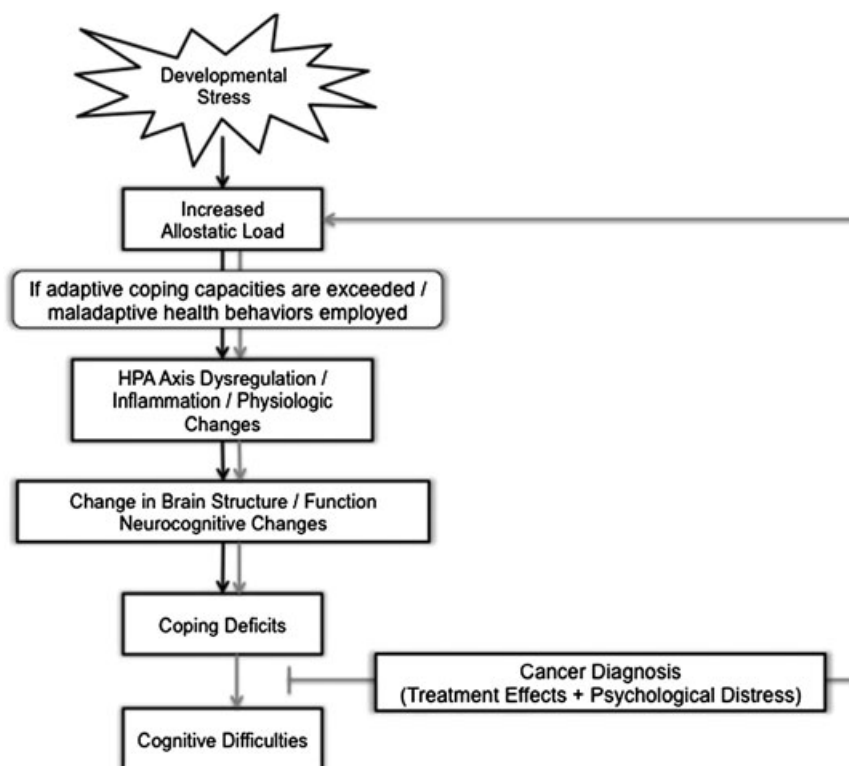 Developmental
Stress
Increased
Allostatic Load
If adaptive coping capacities are exceeded /
maladaptive health behaviors employed
HPA Axis Dysregulation /
Inflammation / Physiologic
Changes
Change in Brain Structure / Function
Neurocognitive Changes
Coping Deficits
Cancer Diagnosis
(Treatment Effects + Psychological Distress)
Cognitive Difficulties